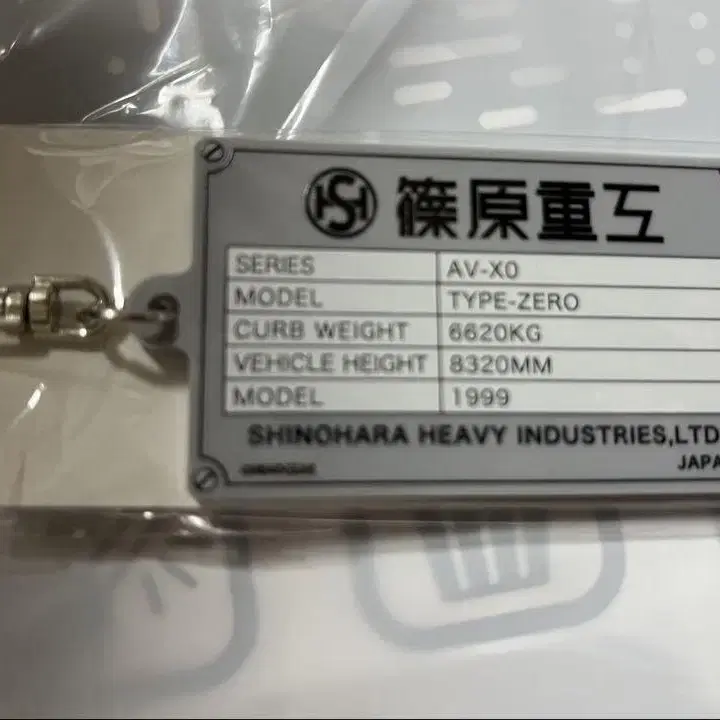 SH 篠原重工
SERIES AV-X0
MODEL TYPE-ZERO
CURB WEIGHT 6620KG
VEHICLE HEIGHT 8320MM
MODEL 1999
SHINOHARA HEAVY INDUSTRIES,LTD
JAPA